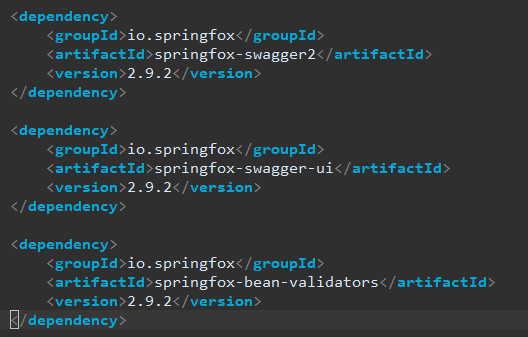 <dependency>
    <groupId>io.springfox</groupId>
    <artifactId>springfox-swagger2</artifactId>
    <version>2.9.2</version>
</dependency>

<dependency>
    <groupId>io.springfox</groupId>
    <artifactId>springfox-swagger-ui</artifactId>
    <version>2.9.2</version>
</dependency>

<dependency>
    <groupId>io.springfox</groupId>
    <artifactId>springfox-bean-validators</artifactId>
    <version>2.9.2</version>
</dependency>